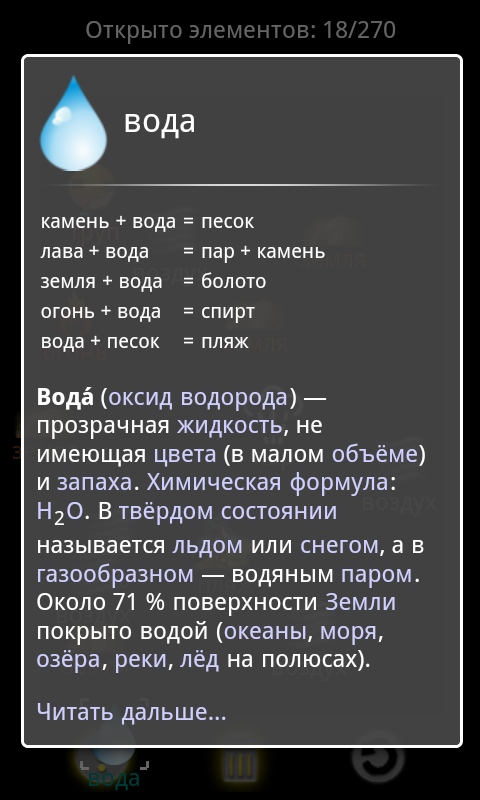 Открыто элементов: 18/270
вода
камень + вода = песок
лава + вода = пар + камень
земля + вода = болото
огонь + вода = спирт
вода + песок = пляж
Вода́ (оксид водорода) —
прозрачная жидкость, не
имеющая цвета (в малом объёме)
и запаха. Химическая формула:
H2O. В твёрдом состоянии
называется льдом или снегом, а в
газообразном — водяным паром.
Около 71 % поверхности Земли
покрыто водой (океаны, моря,
озёра, реки, лёд на полюсах).
Читать дальше...
вода